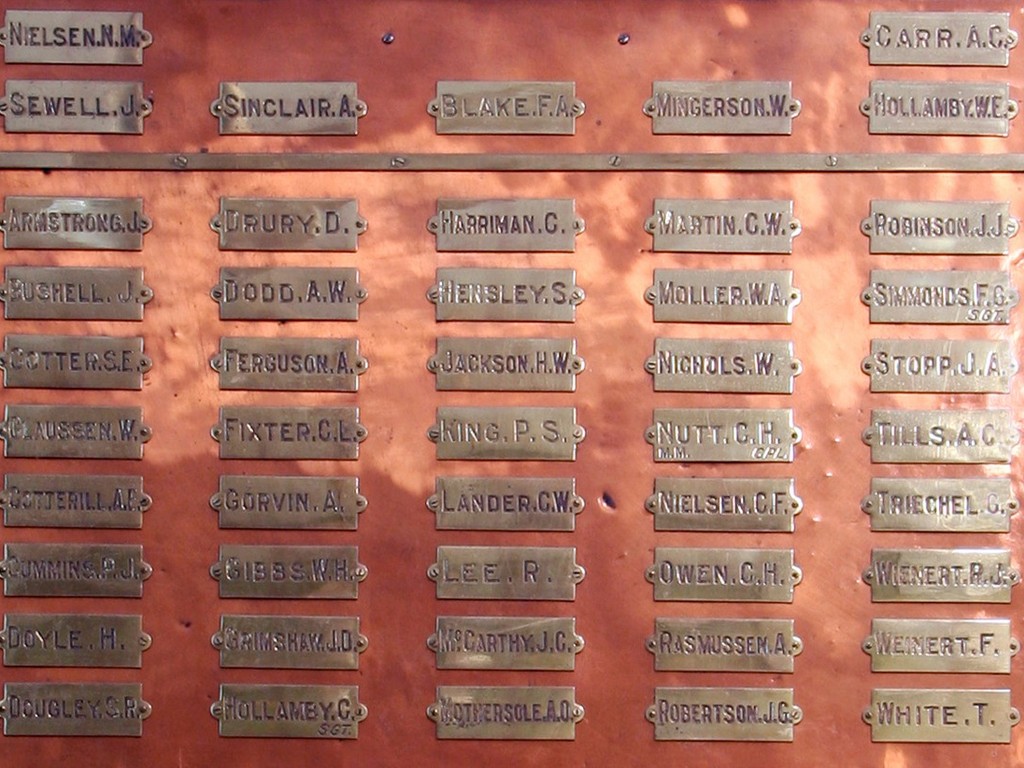 NIELSEN.N.M. CARR.A.C.
SEWELL.J. SINCLAIR.A. BLAKE.F.A. MINGERSON.W. HOLLAMBY.W.E.
ARMSTRONG.J. DRURY.D. HARRIMAN.C. MARTIN.C.W. ROBINSON.J.J.
BUSHELL.J. DODD.A.W. HENSLEY.S. MOLLER.W.A. SIMMONDS.F.G.
SGT.
COTTER.S.E. FERGUSON.A. JACKSON.H.W. NICHOLS.W. STOPP.J.A.
CLAUSSEN.W. FIXTER.C.L. KING.P.S. NUTT.C.H. TILLS.A.C.
M.M. CPL.
COTTERILL.A.E. GORVIN.A. LANDER.C.W. NIELSEN.C.F. TRIECHEL.C.
CUMMINS.P.J. GIBBS.W.H. LEE.R. OWEN.C.H. WIENERT.R.J.
DOYLE.H. GRIMSHAW.J.D. McCARTHY.J.C. RASMUSSEN.A. WEINERT.F.
DOUGLEY.S.R. HOLLAMBY.C. MOTHERSOLE.A.O. ROBERTSON.J.G. WHITE.T.
SGT.